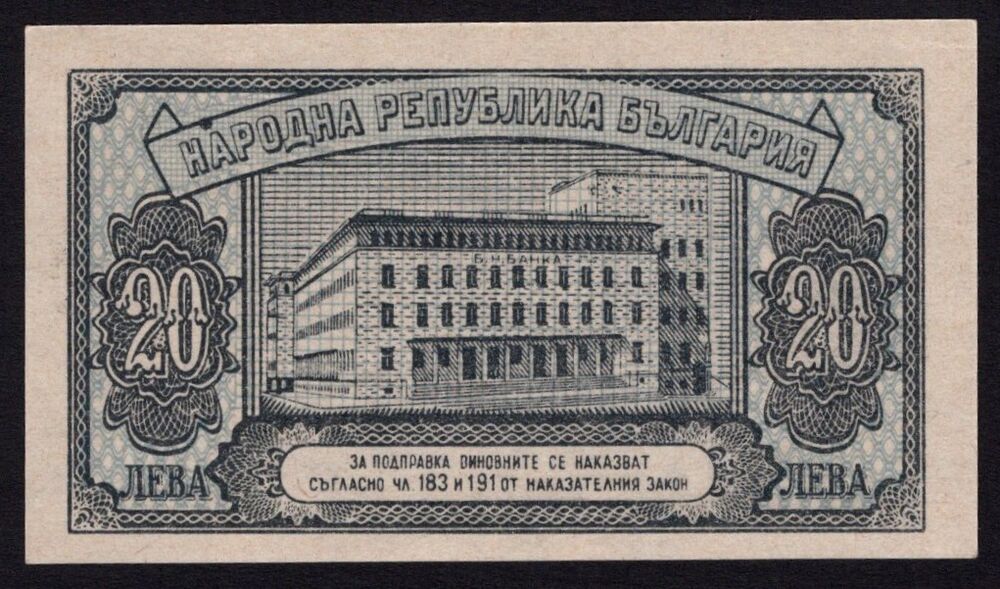 НАРОДНА РЕПУБЛИКА БЪЛГАРИЯ
Б.Н.БАНКА
20
20
ЛЕВА
ЛЕВА
ЗА ПОДПРАВКА ВИНОВНИТЕ СЕ НАКАЗВАТ
СЪГЛАСНО ЧЛ. 183 И 191 ОТ НАКАЗАТЕЛНИЯ ЗАКОН